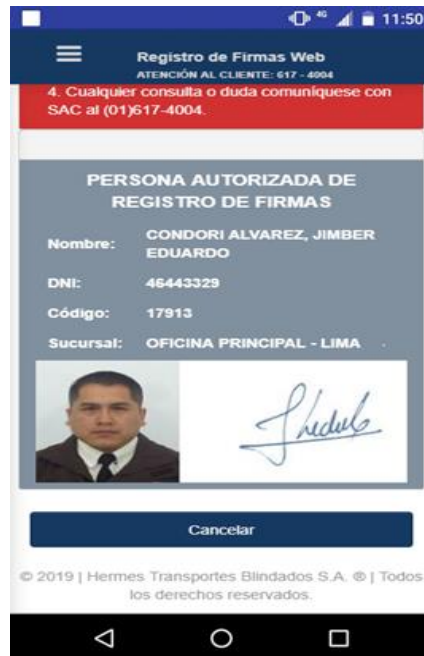 4G 11:50
Registro de Firmas Web
ATENCIÓN AL CLIENTE: 617 - 4004
4. Cualquier consulta o duda comuníquese con
SAC al (01)617-4004.
PERSONA AUTORIZADA DE
REGISTRO DE FIRMAS
Nombre: CONDORI ALVAREZ, JIMBER
EDUARDO
DNI: 46443329
Código: 17913
Sucursal: OFICINA PRINCIPAL - LIMA
Cancelar
© 2019 | Hermes Transportes Blindados S.A. ® | Todos
los derechos reservados.